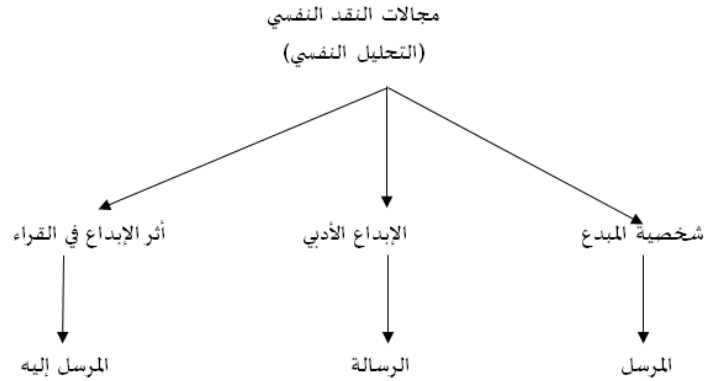 مجالات النقد النفسي
(التحليل النفسي)
شخصية المبدع
الإبداع الأدبي
أثر الإبداع في القراء
المرسل
الرسالة
المرسل إليه